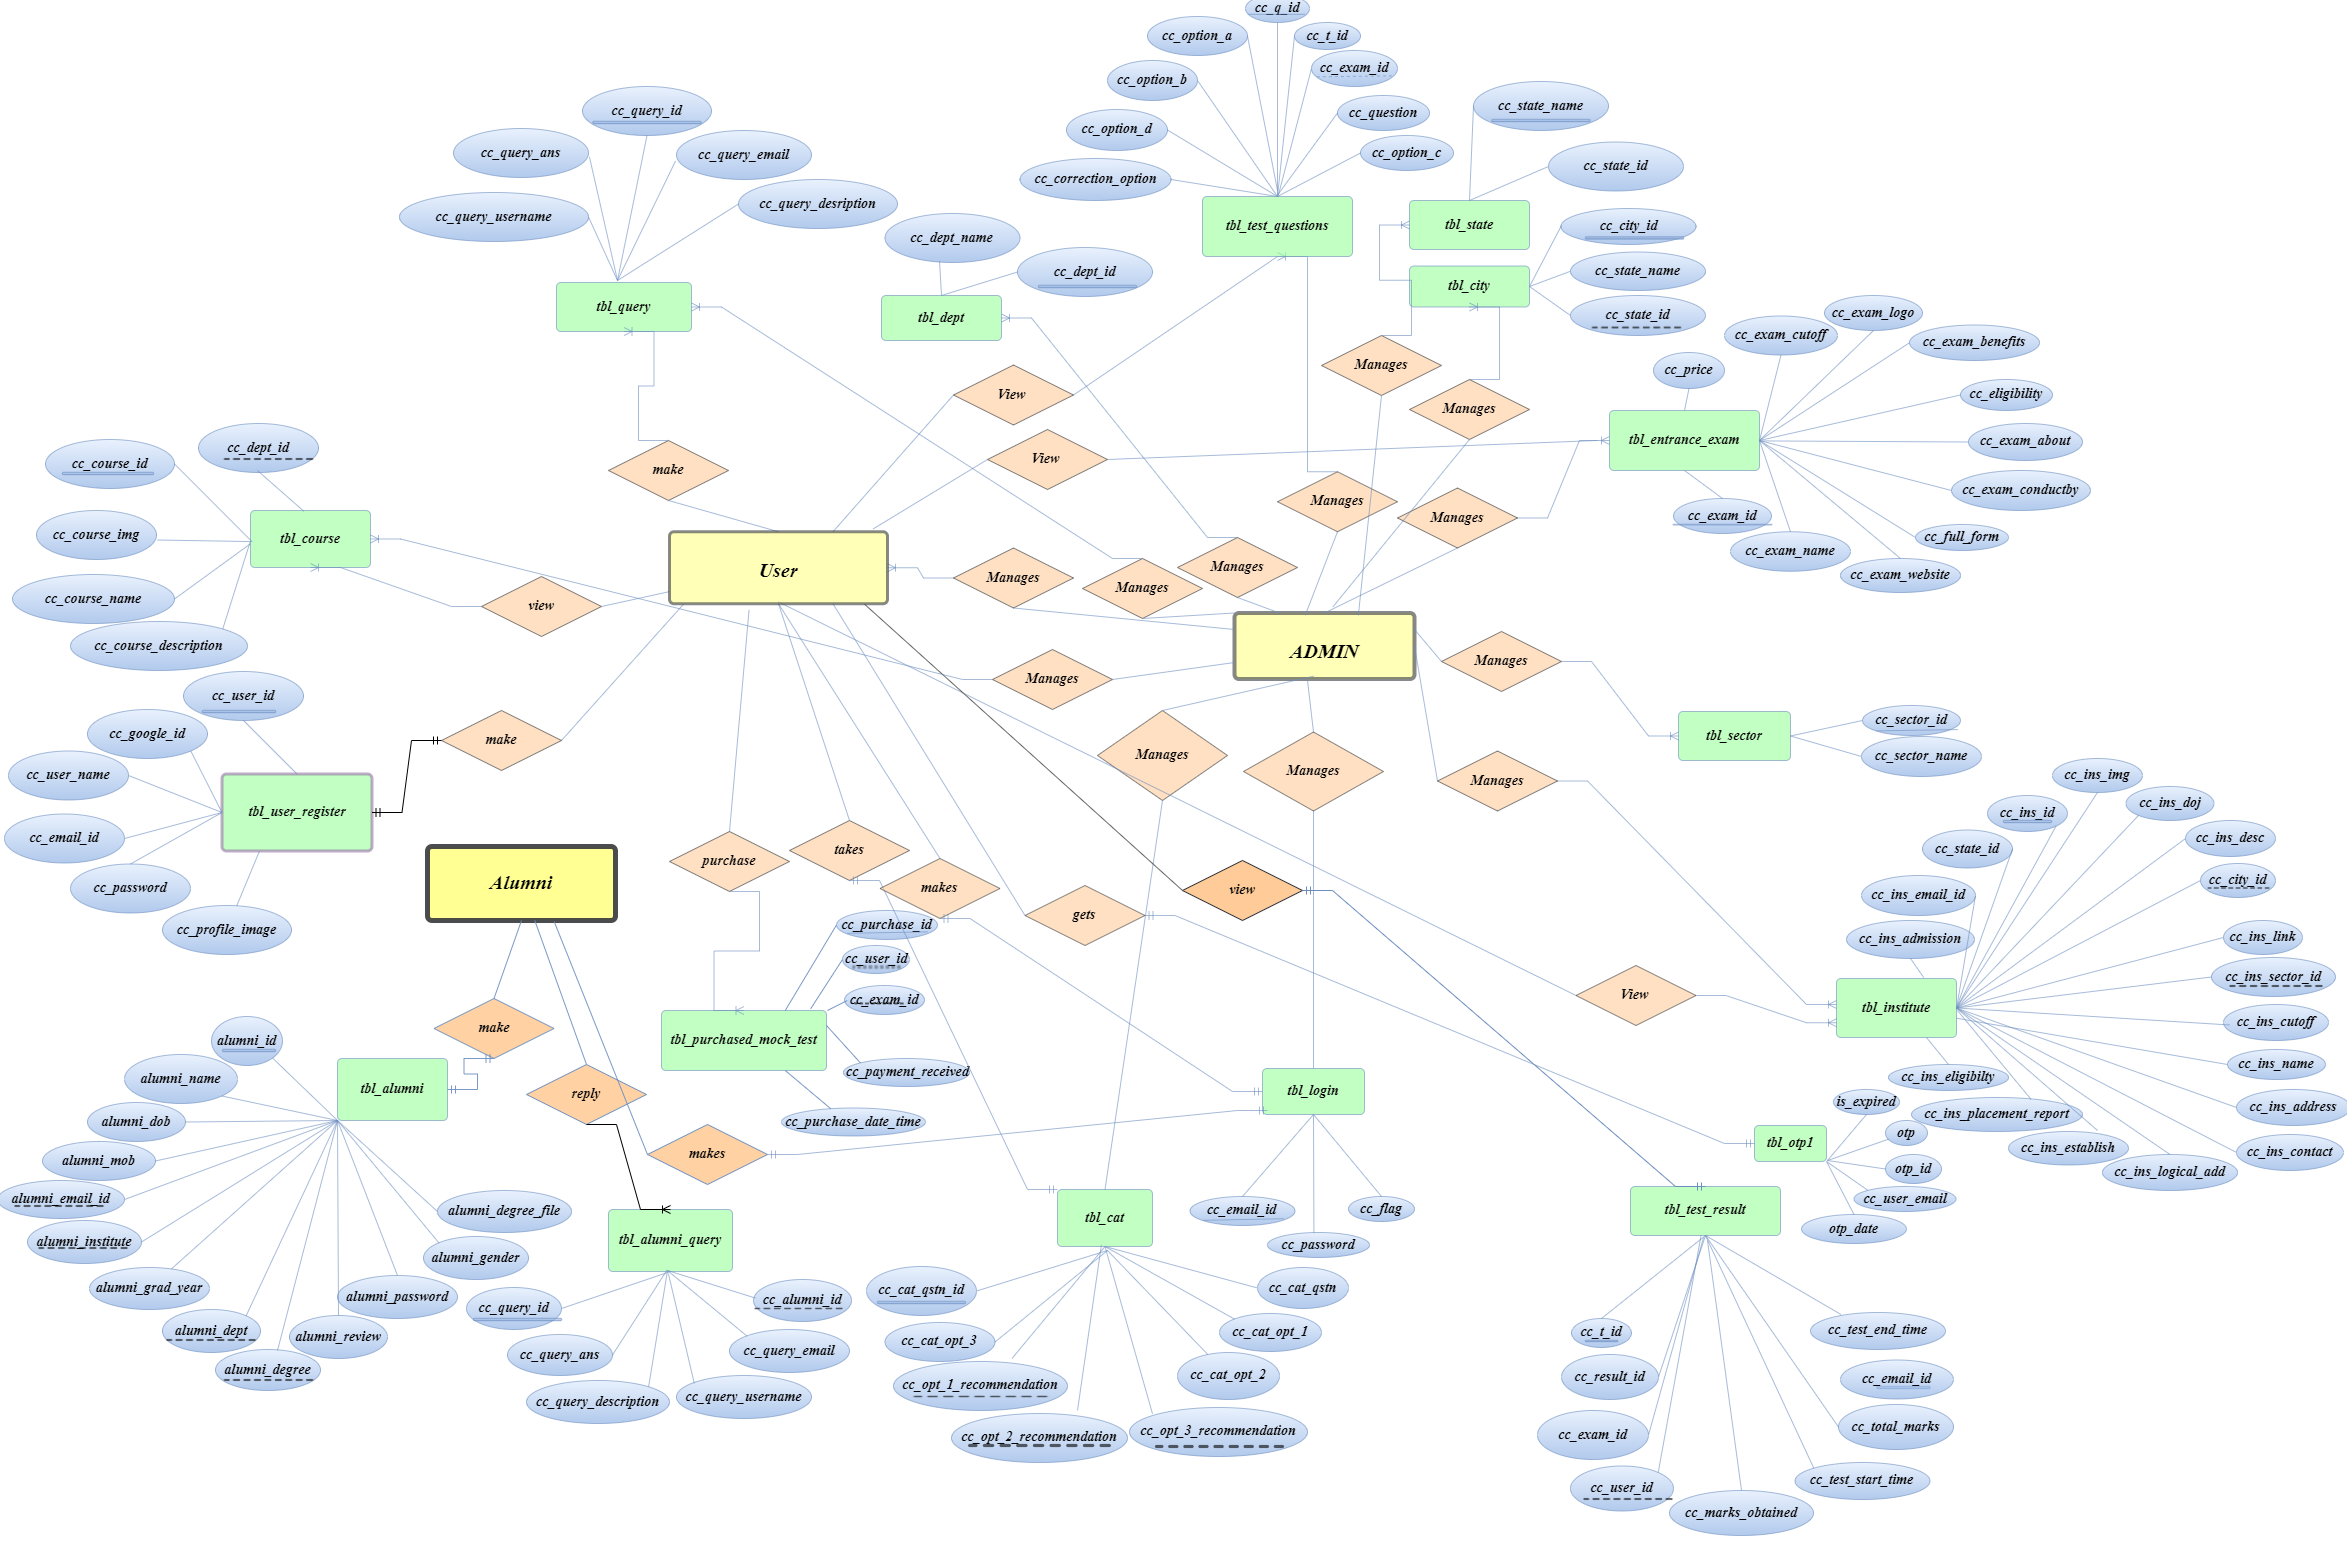 cc_q_id
cc_option_a
cc_t_id
cc_exam_id
cc_option_b
cc_question
cc_option_d
cc_option_c
cc_correction_option
tbl_test_questions
cc_query_id
cc_query_ans
cc_query_email
cc_query_username
cc_query_desription
tbl_query
cc_dept_name
cc_dept_id
tbl_dept
cc_state_name
cc_state_id
tbl_state
cc_city_id
cc_state_name
cc_state_id
tbl_city
Manages
Manages
View
View
make
cc_exam_logo
cc_exam_cutoff
cc_exam_benefits
cc_price
cc_eligibility
tbl_entrance_exam
cc_exam_about
cc_exam_conductby
cc_exam_id
cc_full_form
cc_exam_name
cc_exam_website
cc_dept_id
cc_course_id
cc_course_img
tbl_course
cc_course_name
cc_course_description
view
User
Manages
Manages
Manages
Manages
Manages
ADMIN
Manages
Manages
tbl_sector
cc_sector_id
cc_sector_name
Manages
Manages
Manages
cc_user_id
cc_google_id
cc_user_name
tbl_user_register
cc_email_id
cc_password
cc_profile_image
make
Alumni
purchase
takes
makes
gets
view
View
cc_ins_img
cc_ins_id
cc_ins_doj
cc_state_id
cc_ins_desc
cc_ins_email_id
cc_city_id
cc_ins_admission
cc_ins_link
cc_ins_sector_id
tbl_institute
cc_ins_cutoff
cc_ins_name
cc_ins_eligibilty
cc_ins_address
cc_ins_placement_report
cc_ins_establish
cc_ins_contact
cc_ins_logical_add
cc_purchase_id
cc_user_id
cc_exam_id
tbl_purchased_mock_test
cc_payment_received
cc_purchase_date_time
make
reply
makes
alumni_id
alumni_name
tbl_alumni
alumni_dob
alumni_mob
alumni_email_id
alumni_institute
alumni_grad_year
alumni_dept
alumni_degree
alumni_review
alumni_password
alumni_gender
alumni_degree_file
tbl_alumni_query
cc_query_id
cc_alumni_id
cc_query_ans
cc_query_email
cc_query_description
cc_query_username
tbl_login
cc_email_id
cc_flag
cc_password
tbl_cat
cc_cat_qstn_id
cc_cat_qstn
cc_cat_opt_3
cc_cat_opt_1
cc_opt_1_recommendation
cc_cat_opt_2
cc_opt_2_recommendation
cc_opt_3_recommendation
is_expired
tbl_otp1
otp
otp_id
cc_user_email
otp_date
tbl_test_result
cc_t_id
cc_test_end_time
cc_result_id
cc_email_id
cc_exam_id
cc_total_marks
cc_user_id
cc_test_start_time
cc_marks_obtained